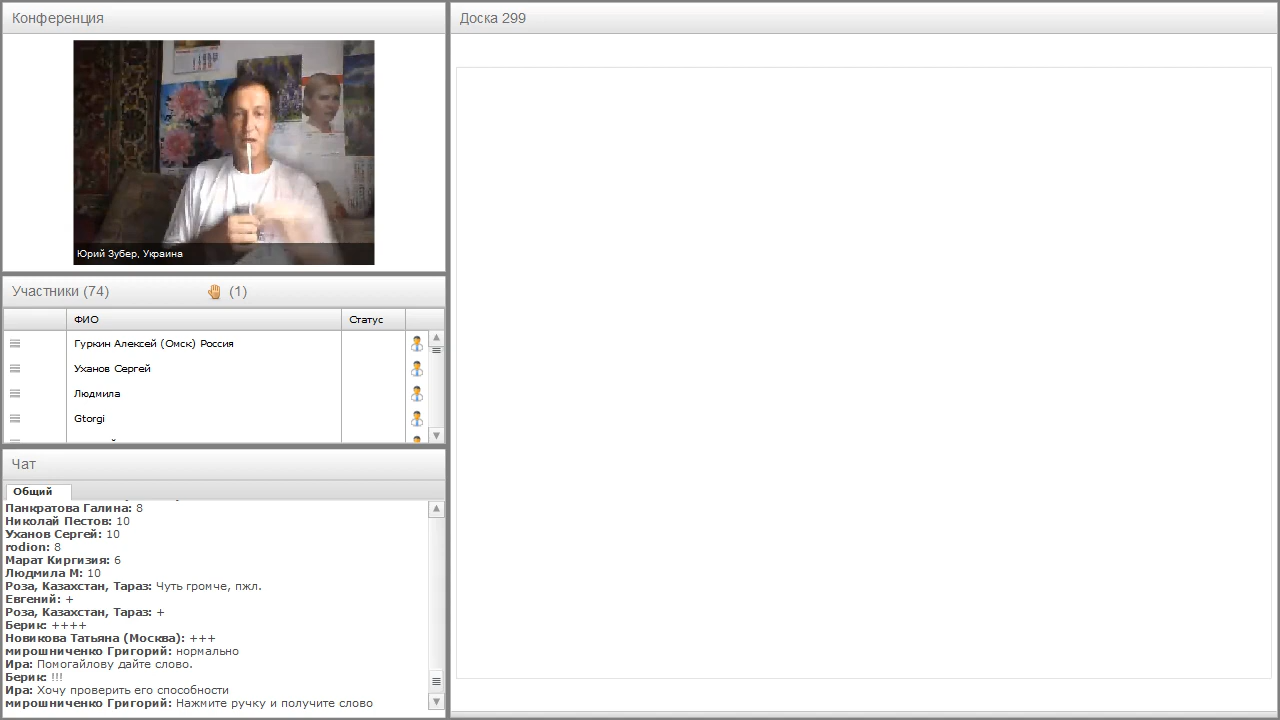 Конференция
Доска 299
Юрий Зубер, Украина
Участники (74)
(1)
ФИО
Статус
Гуркин Алексей (Омск) Россия
Уханов Сергей
Людмила
Gtorgi
Чат
Общий
Панкратова Галина: 8
Николай Пестов: 10
Уханов Сергей: 10
rodion: 8
Марат Киргизия: 6
Людмила М: 10
Роза, Казахстан, Тараз: Чуть громче, пжл.
Евгений: +
Роза, Казахстан, Тараз: +
Берик: ++++
Новикова Татьяна (Москва): +++
мирошниченко Григорий: нормально
Ира: Помогайлову дайте слово.
Берик: !!!
Ира: Хочу проверить его способности
мирошниченко Григорий: Нажмите ручку и получите слово